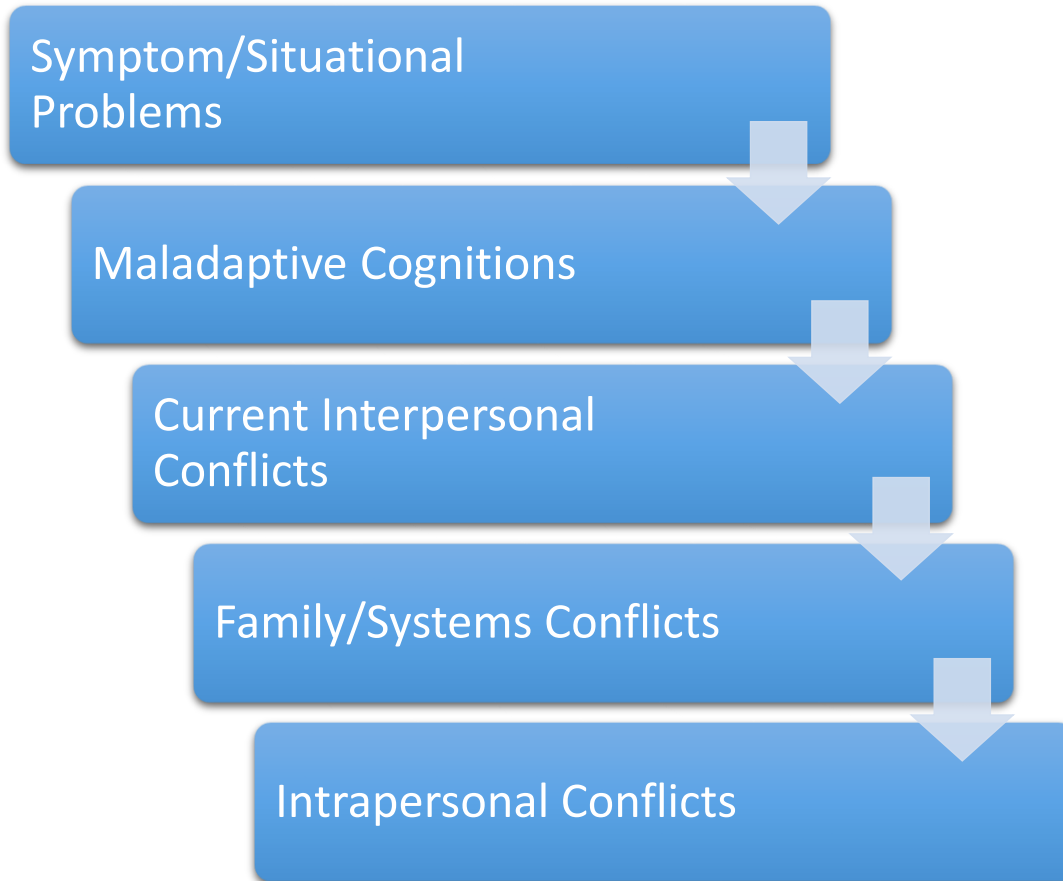 Symptom/Situational
Problems
Maladaptive Cognitions
Current Interpersonal
Conflicts
Family/Systems Conflicts
Intrapersonal Conflicts